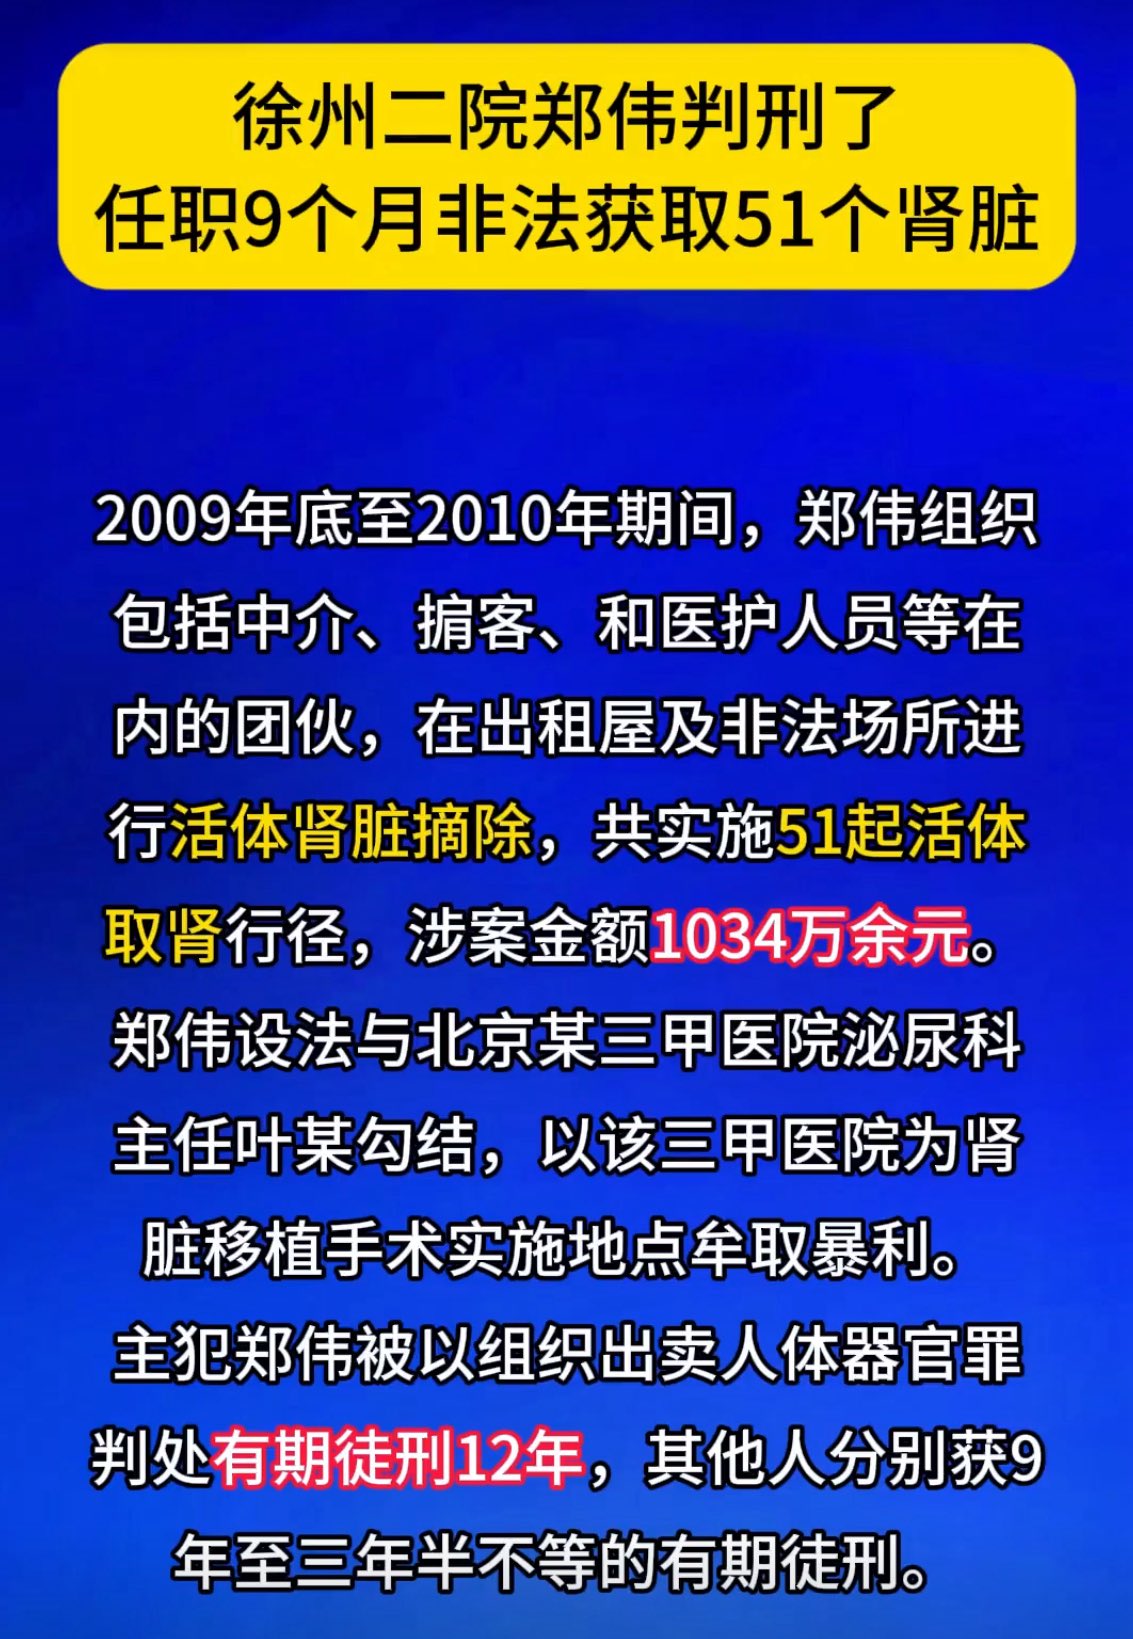 徐州二院郑伟判刑了
任职9个月非法获取51个肾脏
2009年底至2010年期间，郑伟组织
包括中介、掮客、和医护人员等在
内的团伙，在出租屋及非法场所进
行活体肾脏摘除，共实施51起活体
取肾行径，涉案金额1034万余元。
郑伟设法与北京某三甲医院泌尿科
主任叶某勾结，以该三甲医院为肾
脏移植手术实施地点牟取暴利。
主犯郑伟被以组织出卖人体器官罪
判处有期徒刑12年，其他人分别获9
年至三年半不等的有期徒刑。